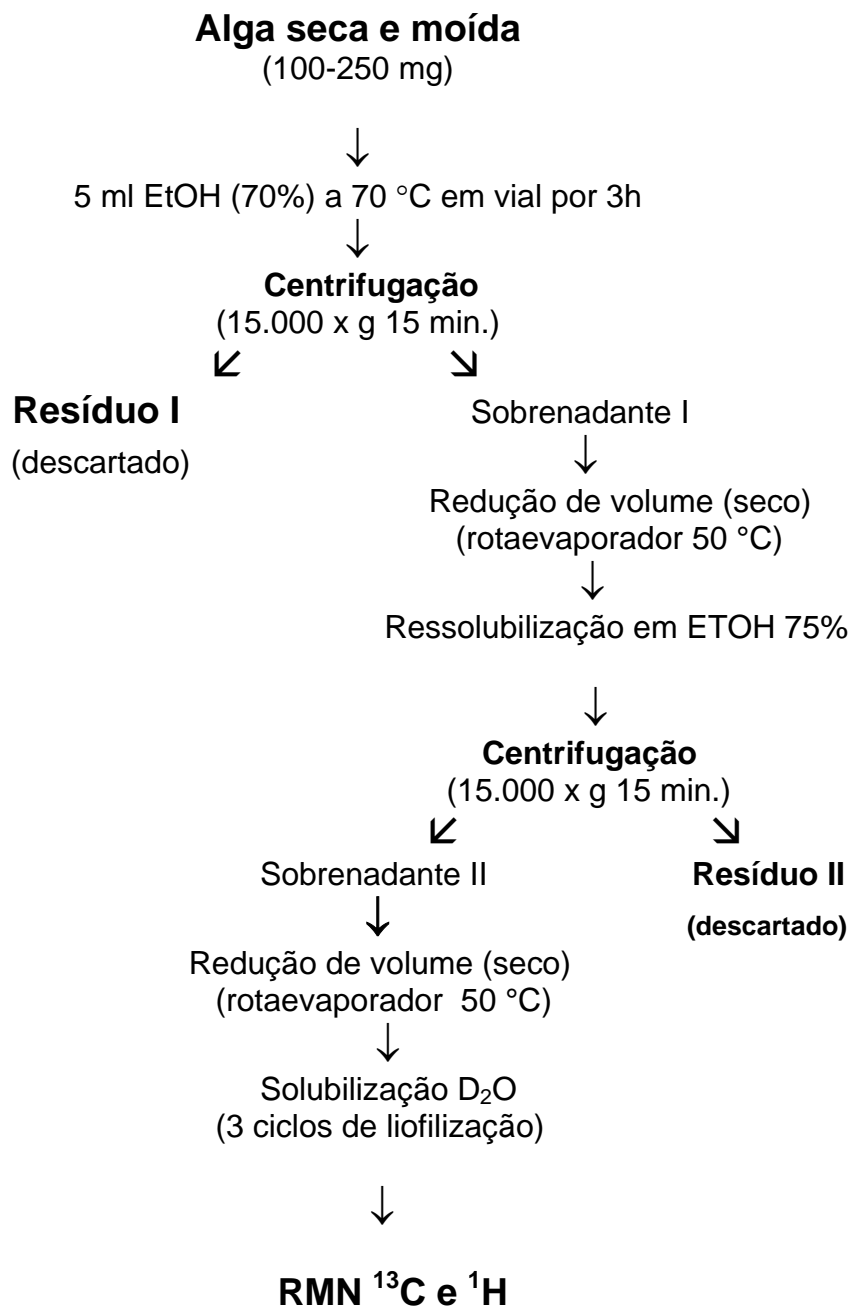 Alga seca e moída
(100-250 mg)
↓
5 ml EtOH (70%) a 70 °C em vial por 3h
↓
Centrifugação
(15.000 x g 15 min.)
Resíduo I
(descartado)
Sobrenadante I
↓
Redução de volume (seco)
(rotaevaporador 50 °C)
↓
Ressolubilização em ETOH 75%
↓
Centrifugação
(15.000 x g 15 min.)
Sobrenadante II
↓
Redução de volume (seco)
(rotaevaporador  50 °C)
↓
Solubilização D₂O
(3 ciclos de liofilização)
↓
RMN ¹³C e ¹H
Resíduo II
(descartado)